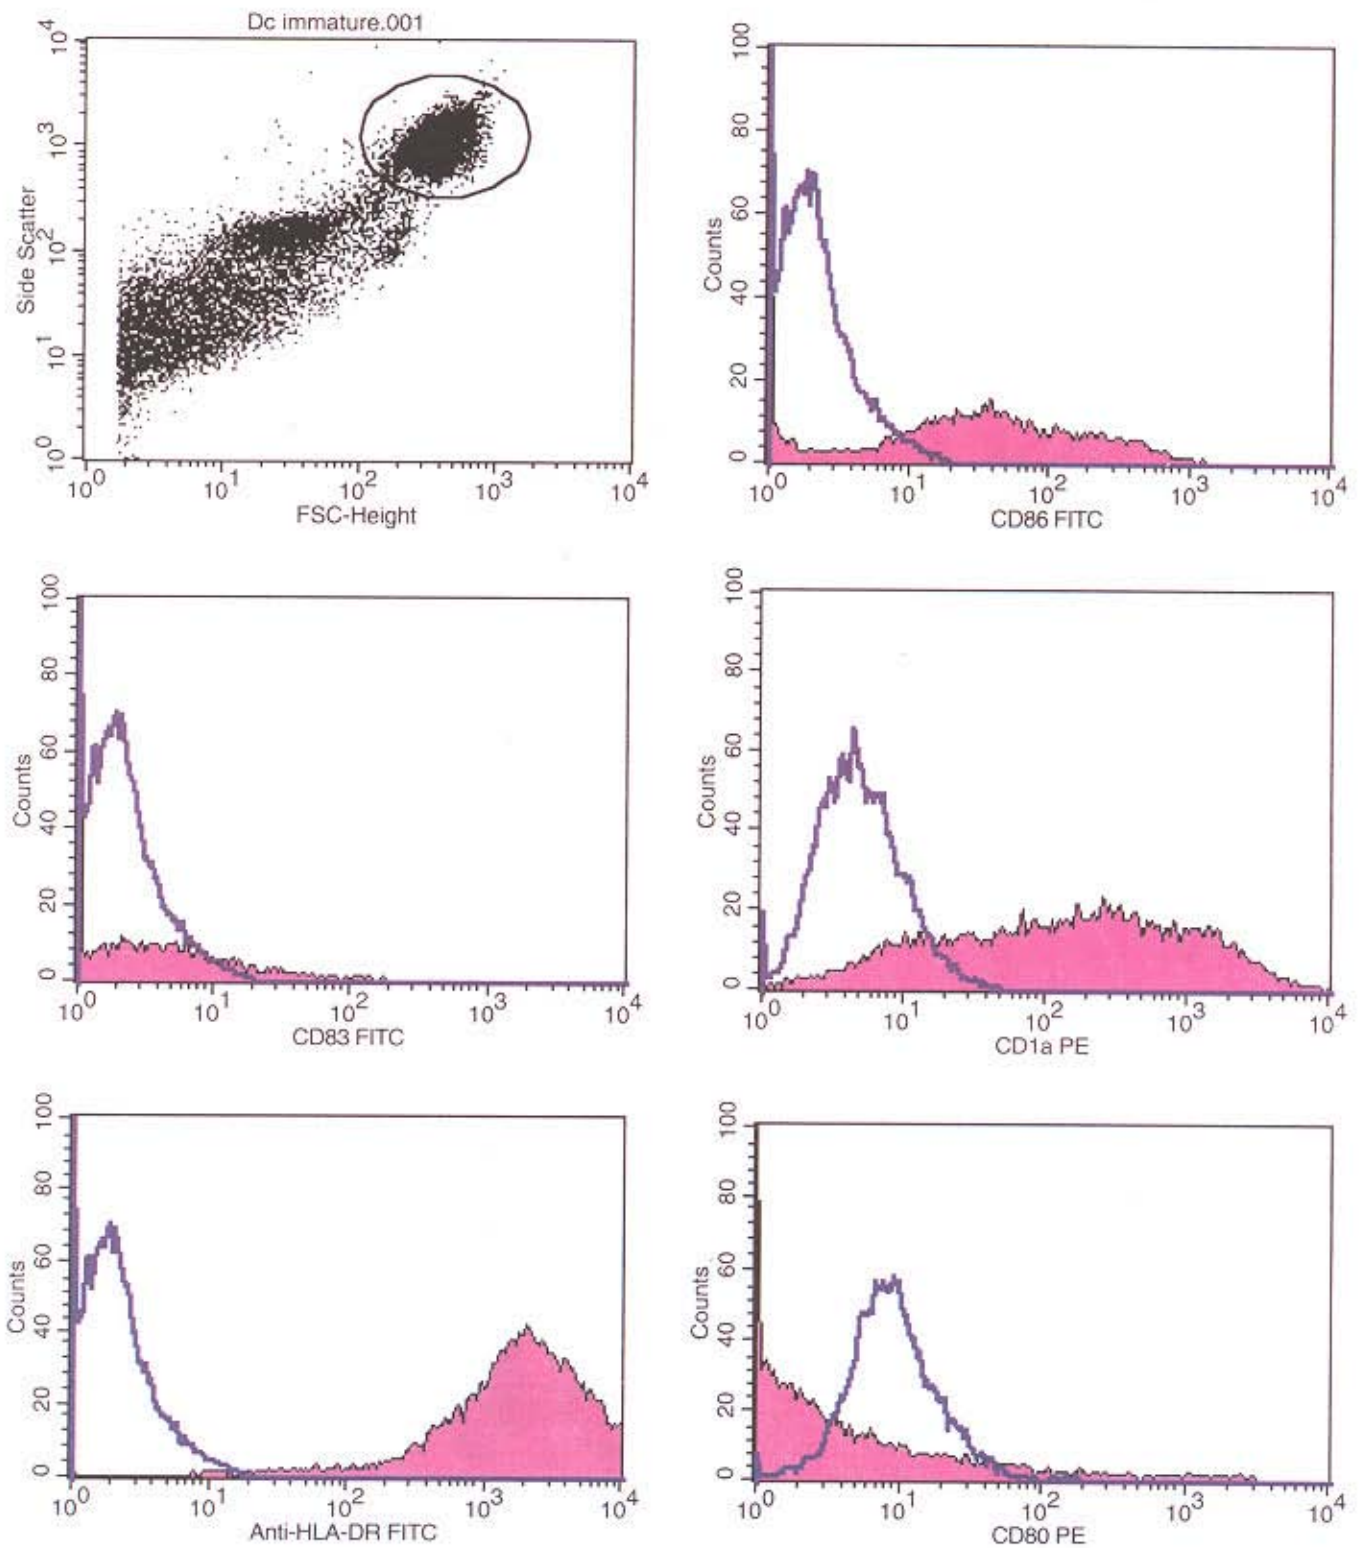 Dc immature.001
10^4
10^3
10^2
10^1
10^0
Side Scatter
10^0 10^1 10^2 10^3 10^4
FSC-Height
100
80
60
40
20
0
Counts
10^0 10^1 10^2 10^3 10^4
CD86 FITC
100
80
60
40
20
0
Counts
10^0 10^1 10^2 10^3 10^4
CD83 FITC
100
80
60
40
20
0
Counts
10^0 10^1 10^2 10^3 10^4
CD1a PE
100
80
60
40
20
0
Counts
10^0 10^1 10^2 10^3 10^4
Anti-HLA-DR FITC
100
80
60
40
20
0
Counts
10^0 10^1 10^2 10^3 10^4
CD80 PE